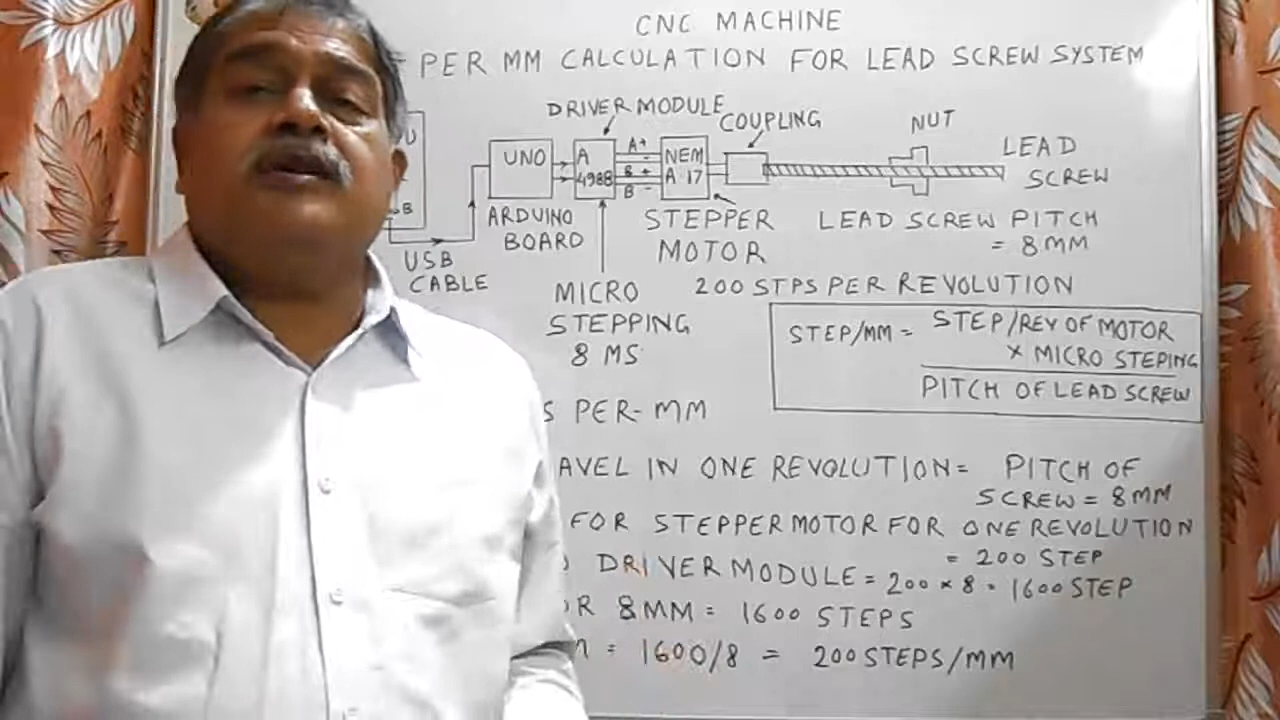 CNC MACHINE
PER MM CALCULATION FOR LEAD SCREW SYSTEM
DRIVER MODULE
COUPLING
NUT
LEAD
SCREW
UNO
A
4988
A+
-
B +
B -
NEM
A 17
U
B
ARDUINO
BOARD
USB
CABLE
STEPPER
MOTOR
LEAD SCREW PITCH
= 8MM
MICRO
STEPPING
8 MS
200 STPS PER REVOLUTION
STEP/MM = STEP/REV OF MOTOR
× MICRO STEPING
PITCH OF LEAD SCREW
S PER-MM
AVEL IN ONE REVOLUTION = PITCH OF
SCREW = 8MM
FOR STEPPER MOTOR FOR ONE REVOLUTION
= 200 STEP
DRIVER MODULE = 200 × 8 = 1600 STEP
OR 8MM = 1600 STEPS
= 1600/8 = 200 STEPS/MM